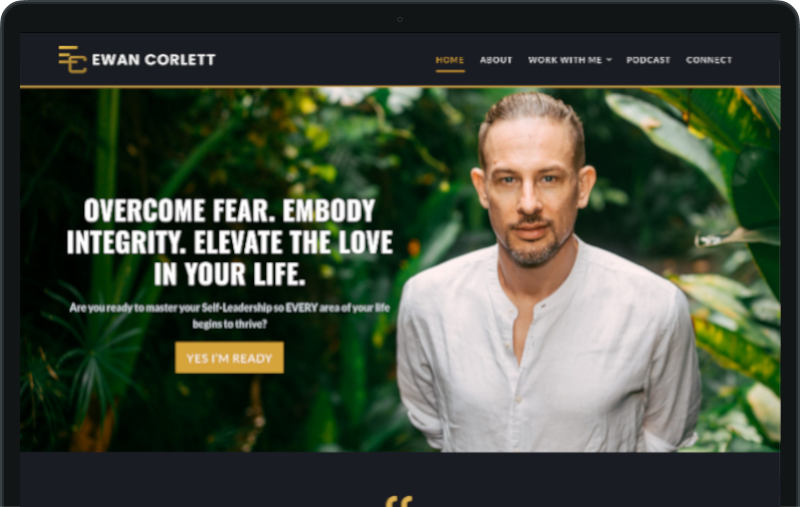 EC EWAN CORLETT
HOME ABOUT WORK WITH ME PODCAST CONNECT
OVERCOME FEAR. EMBODY
INTEGRITY. ELEVATE THE LOVE
IN YOUR LIFE.
Are you ready to master your Self-Leadership so EVERY area of your life
begins to thrive?
YES I'M READY
“